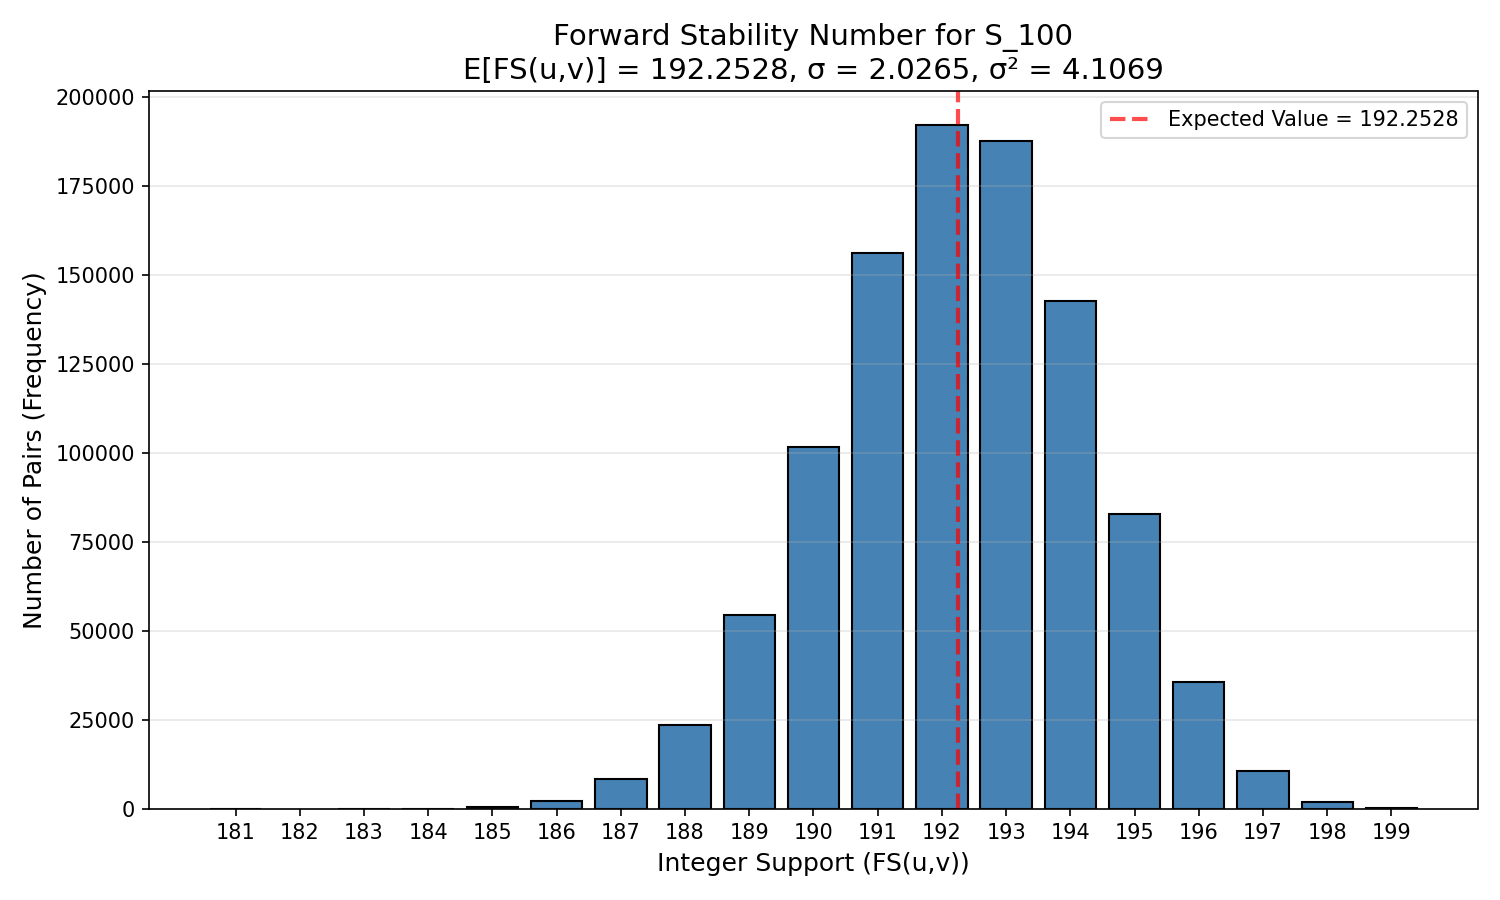 Forward Stability Number for S_100
E[FS(u,v)] = 192.2528, σ = 2.0265, σ² = 4.1069
Expected Value = 192.2528
Number of Pairs (Frequency)
200000
175000
150000
125000
100000
75000
50000
25000
0
181 182 183 184 185 186 187 188 189 190 191 192 193 194 195 196 197 198 199
Integer Support (FS(u,v))